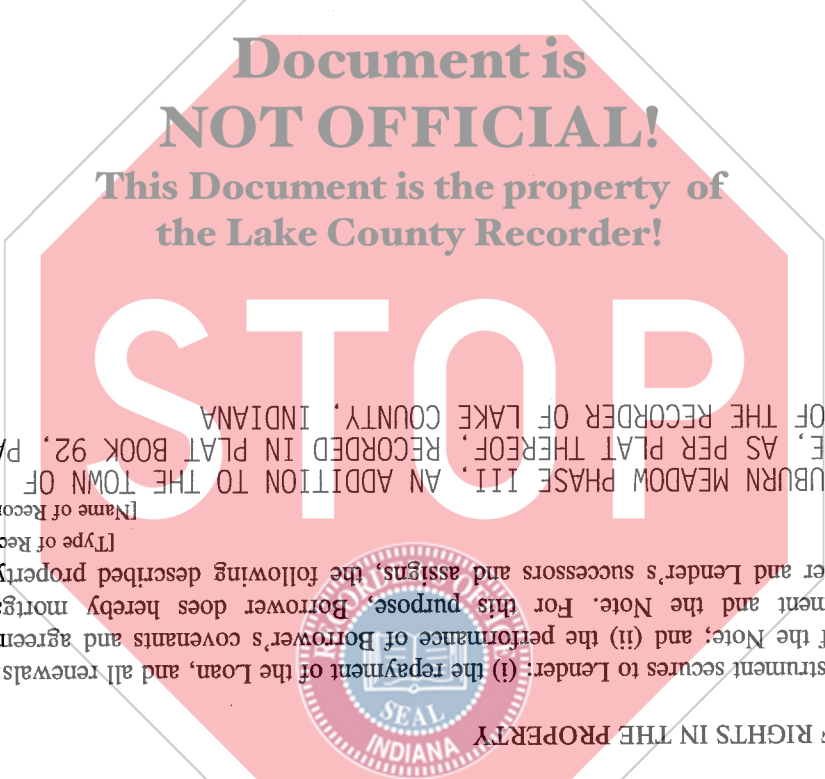 Document is
NOT OFFICIAL!
This Document is the property of
the Lake County Recorder!
STOP
SEAL
INDIANA
RIGHTS IN THE PROPERTY
strument secures to Lender: (i) the repayment of the Loan, and all renewals
f the Note; and (ii) the performance of Borrower's covenants and agreem
ment and the Note. For this purpose, Borrower does hereby mortga
er and Lender's successors and assigns, the following described property
[Type of Rec
[Name of Recor
UBURN MEADOW PHASE III, AN ADDITION TO THE TOWN OF
E, AS PER PLAT THEREOF, RECORDED IN PLAT BOOK 92, PA
OF THE RECORDER OF LAKE COUNTY, INDIANA